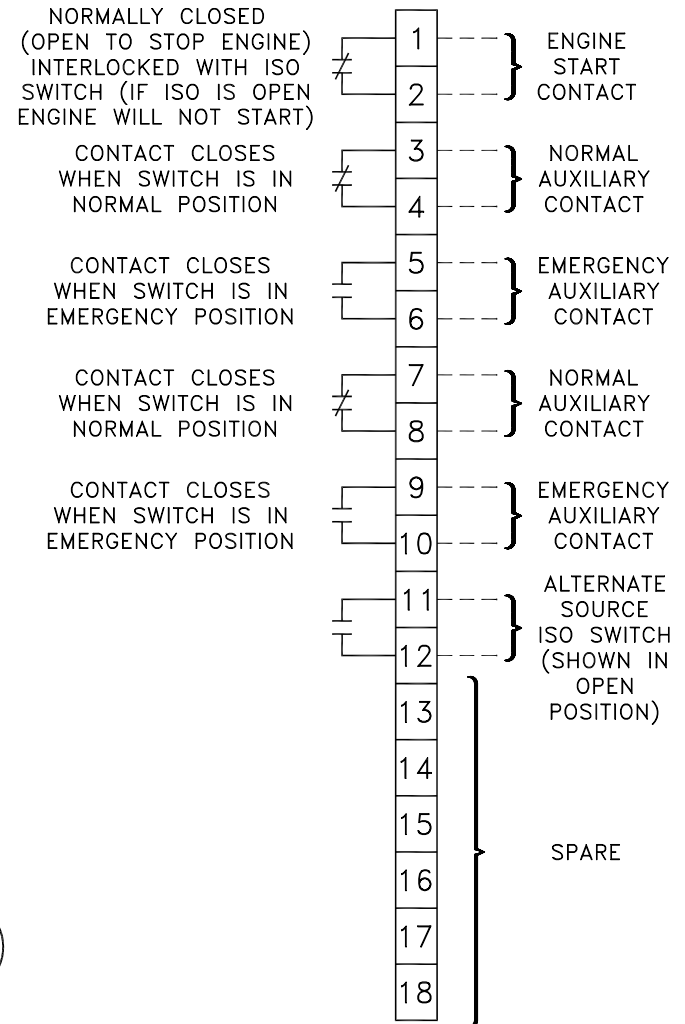 NORMALLY CLOSED
(OPEN TO STOP ENGINE)
INTERLOCKED WITH ISO
SWITCH (IF ISO IS OPEN
ENGINE WILL NOT START)
1
2
ENGINE
START
CONTACT
CONTACT CLOSES
WHEN SWITCH IS IN
NORMAL POSITION
3
4
NORMAL
AUXILIARY
CONTACT
CONTACT CLOSES
WHEN SWITCH IS IN
EMERGENCY POSITION
5
6
EMERGENCY
AUXILIARY
CONTACT
CONTACT CLOSES
WHEN SWITCH IS IN
NORMAL POSITION
7
8
NORMAL
AUXILIARY
CONTACT
CONTACT CLOSES
WHEN SWITCH IS IN
EMERGENCY POSITION
9
10
EMERGENCY
AUXILIARY
CONTACT
11
12
ALTERNATE
SOURCE
ISO SWITCH
(SHOWN IN
OPEN
POSITION)
13
14
15
16
17
18
SPARE